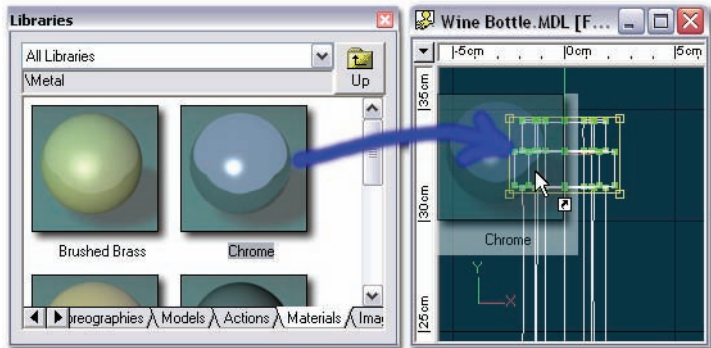 Libraries
All Libraries
\Metal
Up
Brushed Brass
Chrome
oreographies Models Actions Materials
Wine Bottle.MDL [F...
-5cm 0cm 5cm
35cm
30cm
25cm
Chrome
Y
X